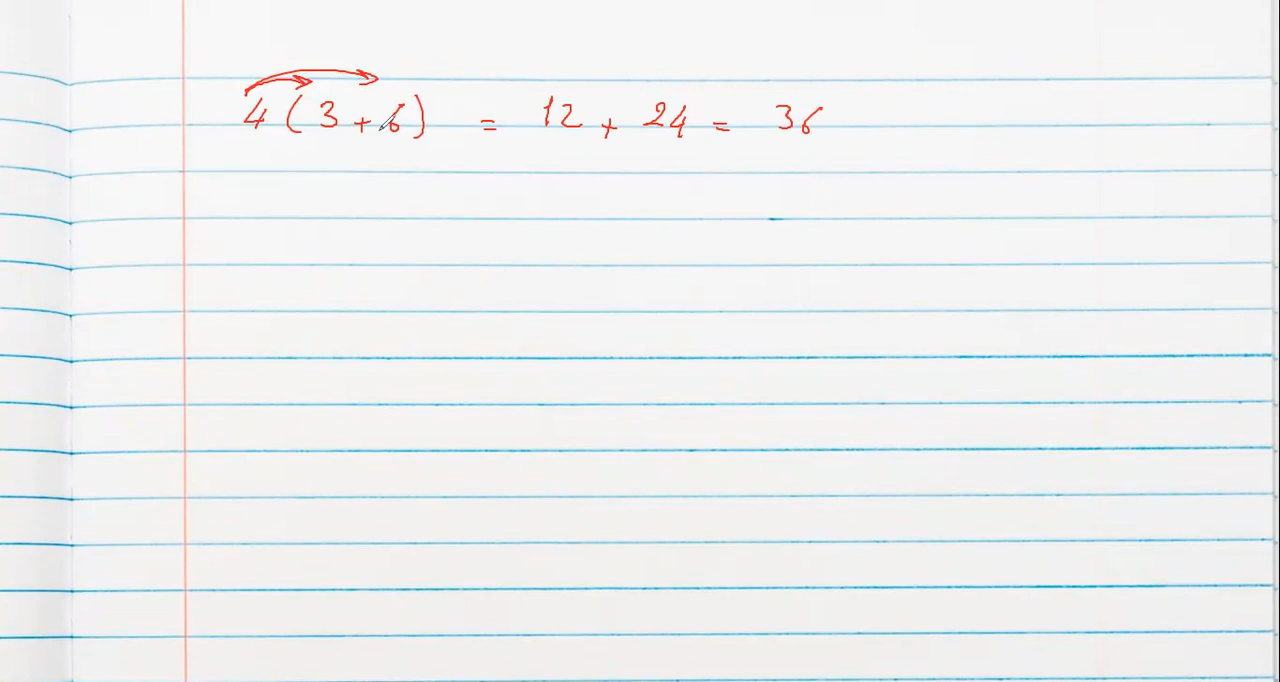 4(3+6) = 12 + 24 = 36